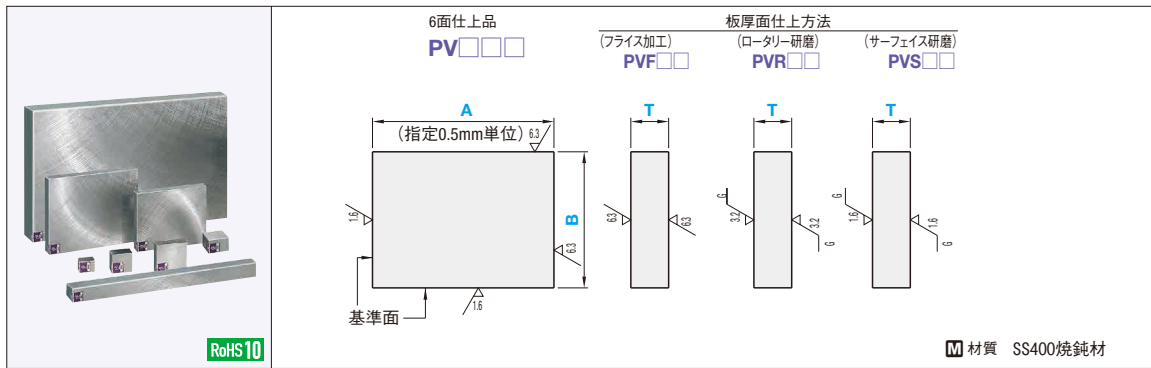 6面仕上品
PV□□□
板厚面仕上方法
(フライス加工)
PVF□□
(ロータリー研磨)
PVR□□
(サーフェイス研磨)
PVS□□
A
(指定0.5mm単位)
6.3
1.6
B
6.3
1.6
基準面
T
6.3
6.3
T
G
3.2
3.2
G
T
G
1.6
1.6
G
RoHS10
M 材質 SS400焼鈍材